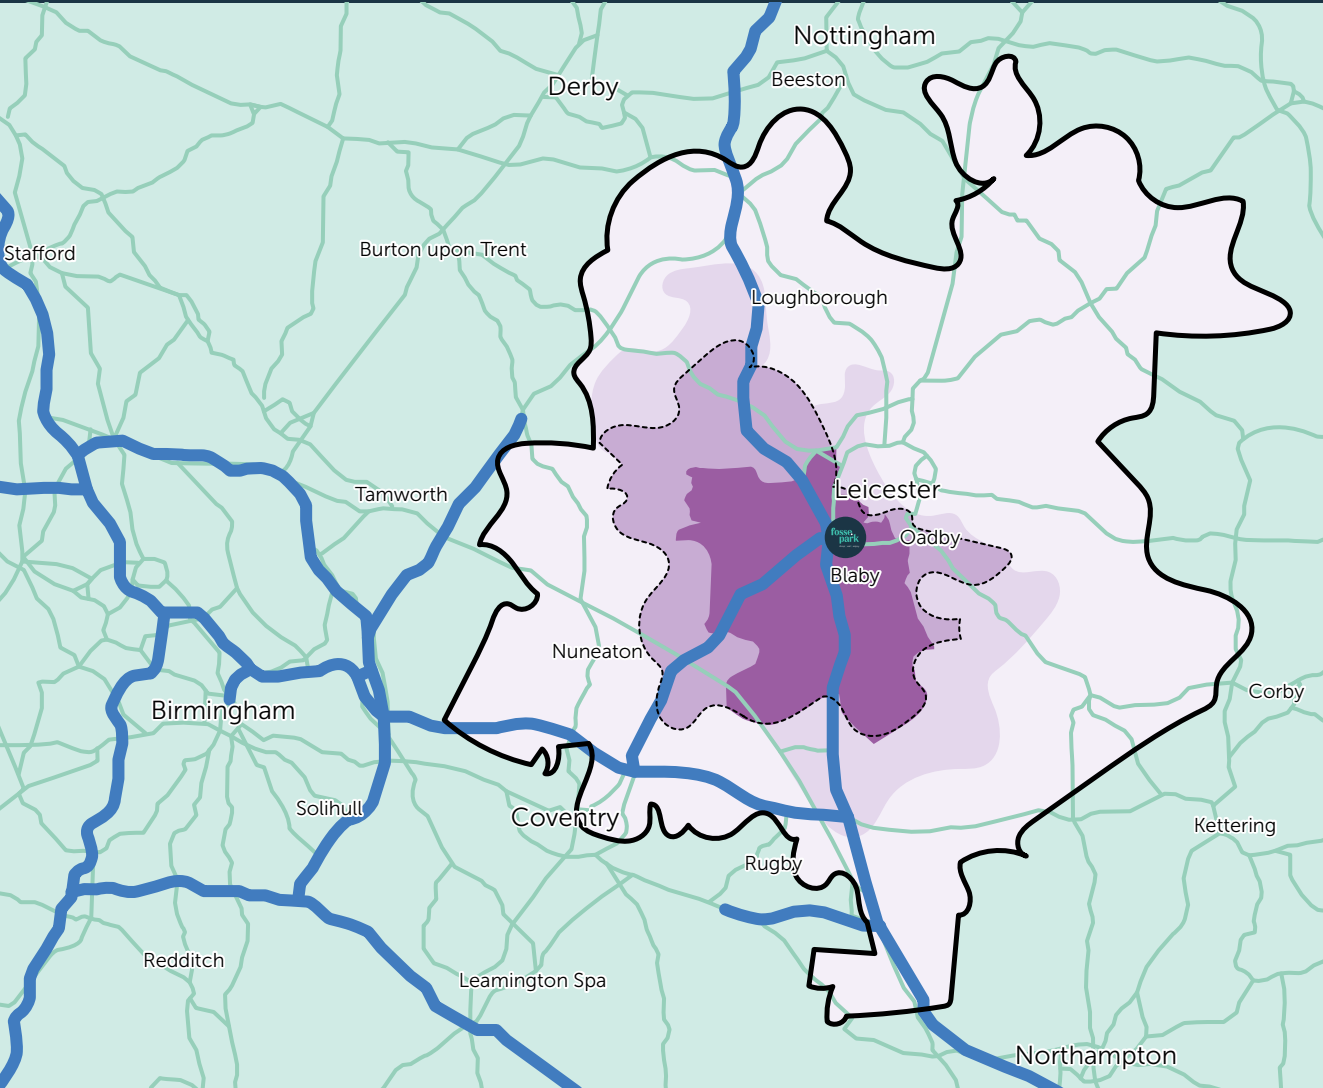 Nottingham
Beeston
Derby
Stafford
Burton upon Trent
Loughborough
Tamworth
Leicester
fosse
park
Oadby
Blaby
Nuneaton
Corby
Birmingham
Solihull
Coventry
Kettering
Rugby
Redditch
Leamington Spa
Northampton